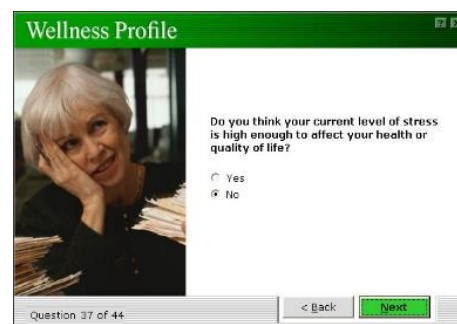 Wellness Profile
Do you think your current level of stress
is high enough to affect your health or
quality of life?
Yes
No
Question 37 of 44
< Back
Next